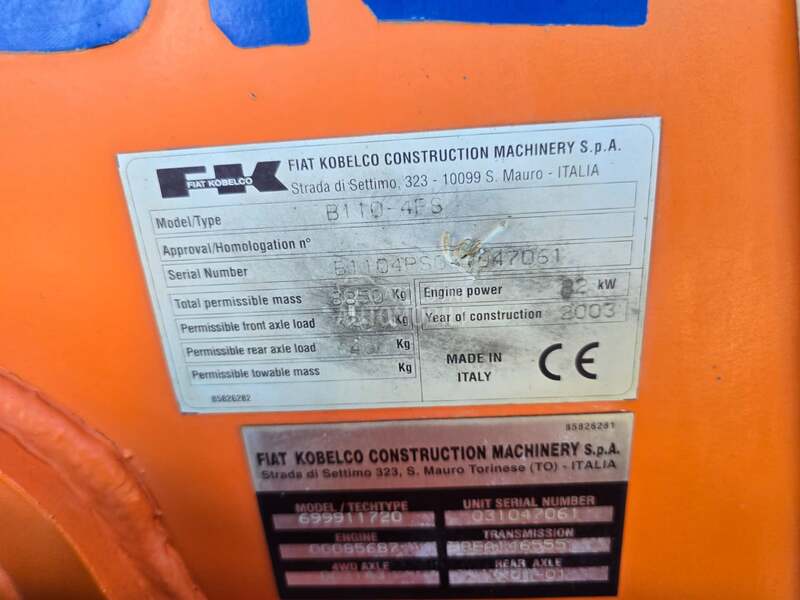 FK
FIAT KOBELCO
FIAT KOBELCO CONSTRUCTION MACHINERY S.p.A.
Strada di Settimo, 323 - 10099 S. Mauro - ITALIA
Model/Type B110-4PS
Approval/Homologation n°
Serial Number
Total permissible mass Kg
Engine power 82 kW
Permissible front axle load Kg
Year of construction 2003
Permissible rear axle load Kg
Permissible towable mass Kg
MADE IN
ITALY
CE
85826282
85826281
FIAT KOBELCO CONSTRUCTION MACHINERY S.p.A.
Strada di Settimo 323, S. Mauro Torinese (TO) - ITALIA
MODEL / TECHTYPE UNIT SERIAL NUMBER
699911720 031047061
ENGINE TRANSMISSION
4WD AXLE REAR AXLE